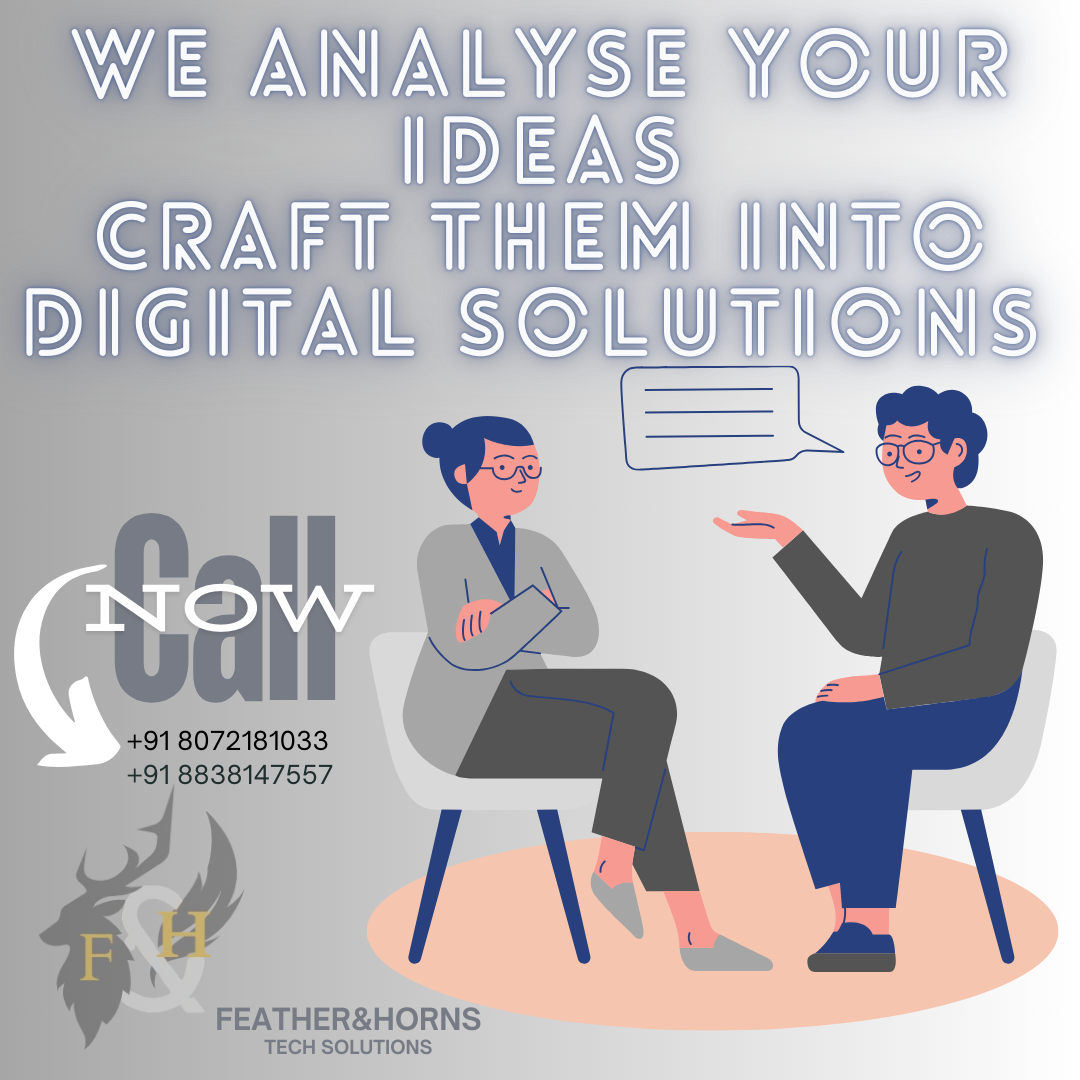 WE ANALYSE YOUR
IDEAS
CRAFT THEM INTO
DIGITAL SOLUTIONS
Call
NOW
+91 8072181033
+91 8838147557
F & H
FEATHER&HORNS
TECH SOLUTIONS